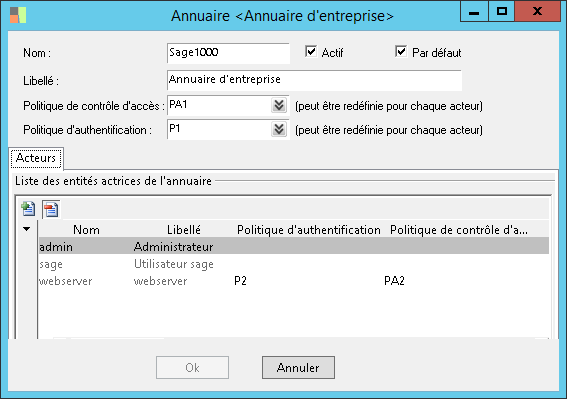 Annuaire <Annuaire d'entreprise>
Nom : Sage1000 Actif Par défaut
Libellé : Annuaire d'entreprise
Politique de contrôle d'accès : PA1 (peut être redéfinie pour chaque acteur)
Politique d'authentification : P1 (peut être redéfinie pour chaque acteur)
Acteurs
Liste des entités actrices de l'annuaire
Nom Libellé Politique d'authentification Politique de contrôle d'a...
admin Administrateur
sage Utilisateur sage
webserver webserver P2 PA2
Ok Annuler